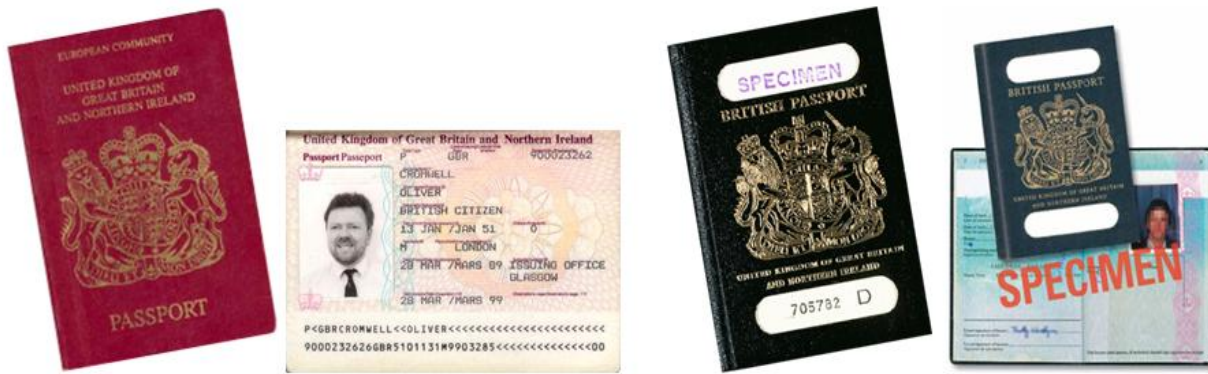 EUROPEAN COMMUNITY
UNITED KINGDOM OF
GREAT BRITAIN
AND NORTHERN IRELAND
PASSPORT
United Kingdom of Great Britain and Northern Ireland
Passport Passeport P GBR 900023262
CROMWELL
OLIVER
BRITISH CITIZEN
13 JAN /JAN 51 0
M LONDON
28 MAR /MARS 89 ISSUING OFFICE
GLASGOW
28 MAR /MARS 99
P<GBRCROMWELL<<OLIVER<<<<<<<<<<<<<<<<<<<<<<<
9000232626GBR5101131M9903285<<<<<<<<<<<<<<00
SPECIMEN
BRITISH PASSPORT
UNITED KINGDOM OF GREAT BRITAIN
AND NORTHERN IRELAND
705782 D
BRITISH PASSPORT
UNITED KINGDOM OF GREAT BRITAIN
AND NORTHERN IRELAND
SPECIMEN